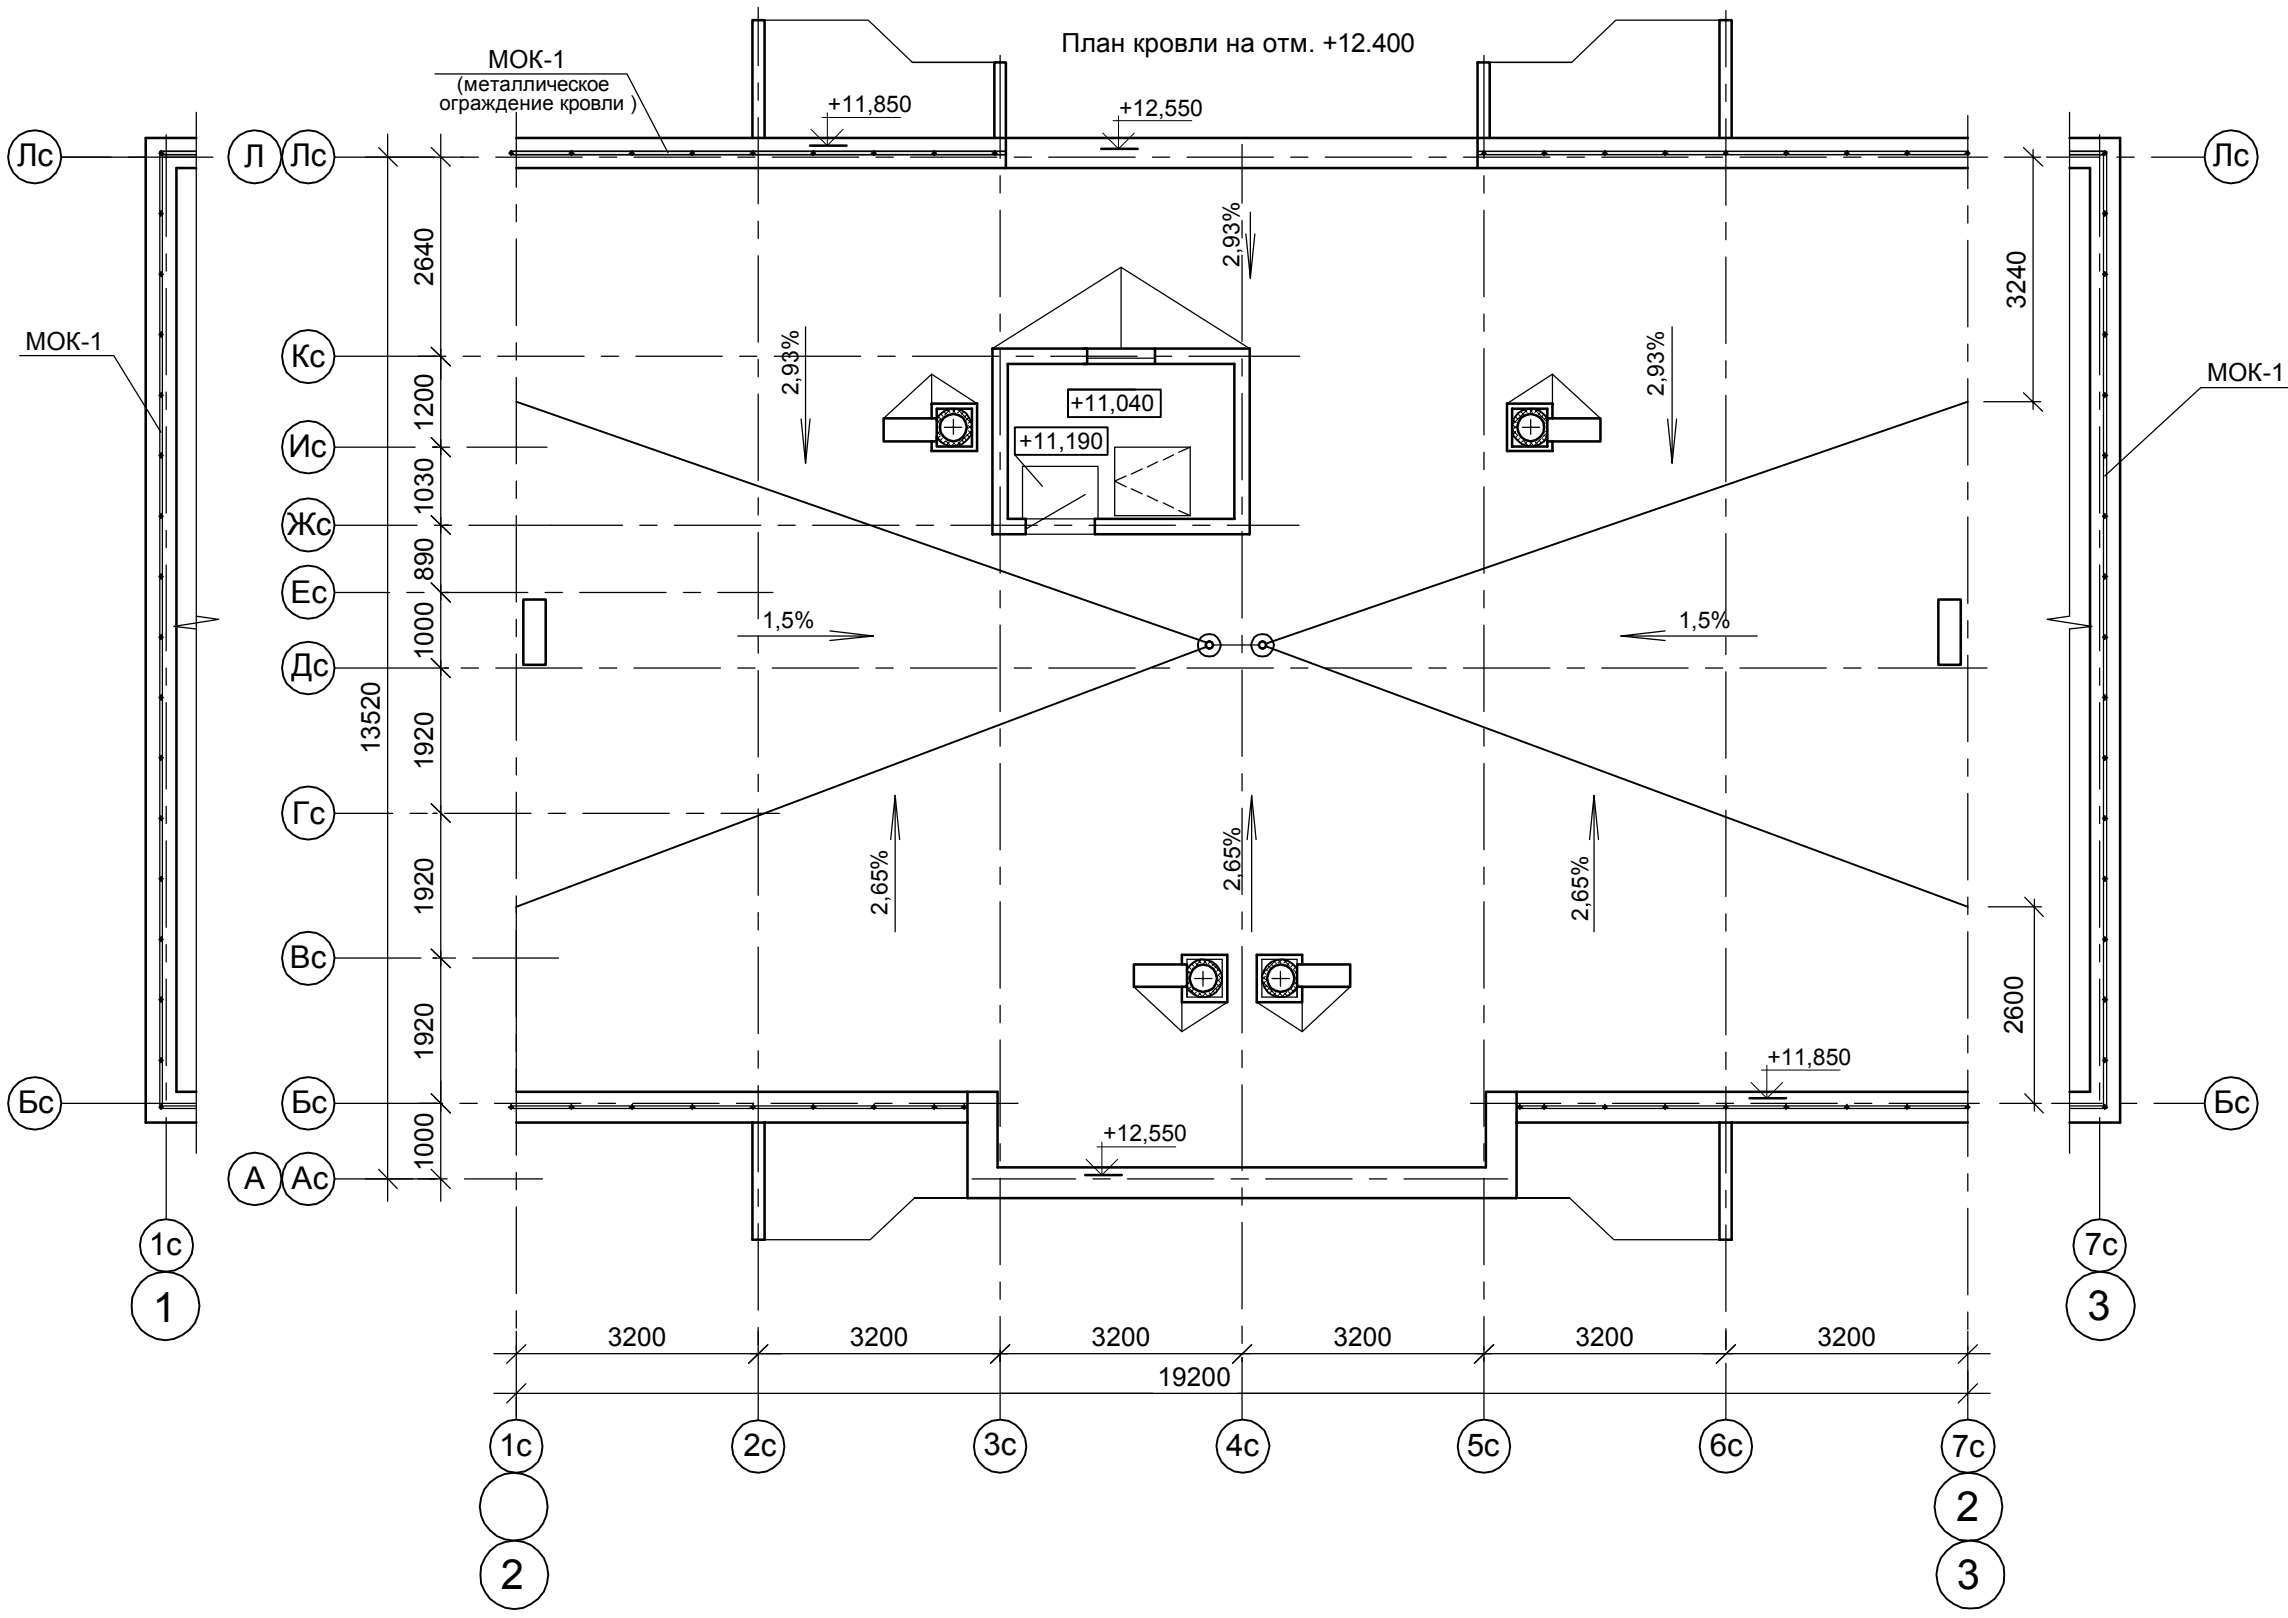 План кровли на отм. +12.400
МОК-1
(металлическое
ограждение кровли )
+11,850
+12,550
Лс
Л
Лс
Лс
2640
2,93%
3240
МОК-1
Кс
2,93%
2,93%
МОК-1
1200
+11,040
Ис
+11,190
1030
Жс
890
Ес
1000
1,5%
1,5%
Дс
13520
1920
Гс
1920
2,65%
2,65%
2,65%
Вс
1920
2600
+11,850
Бс
Бс
Бс
1000
+12,550
А
Ас
1с
1
7с
3
3200
3200
3200
3200
3200
3200
19200
1с
2с
3с
4с
5с
6с
7с
2
2
3